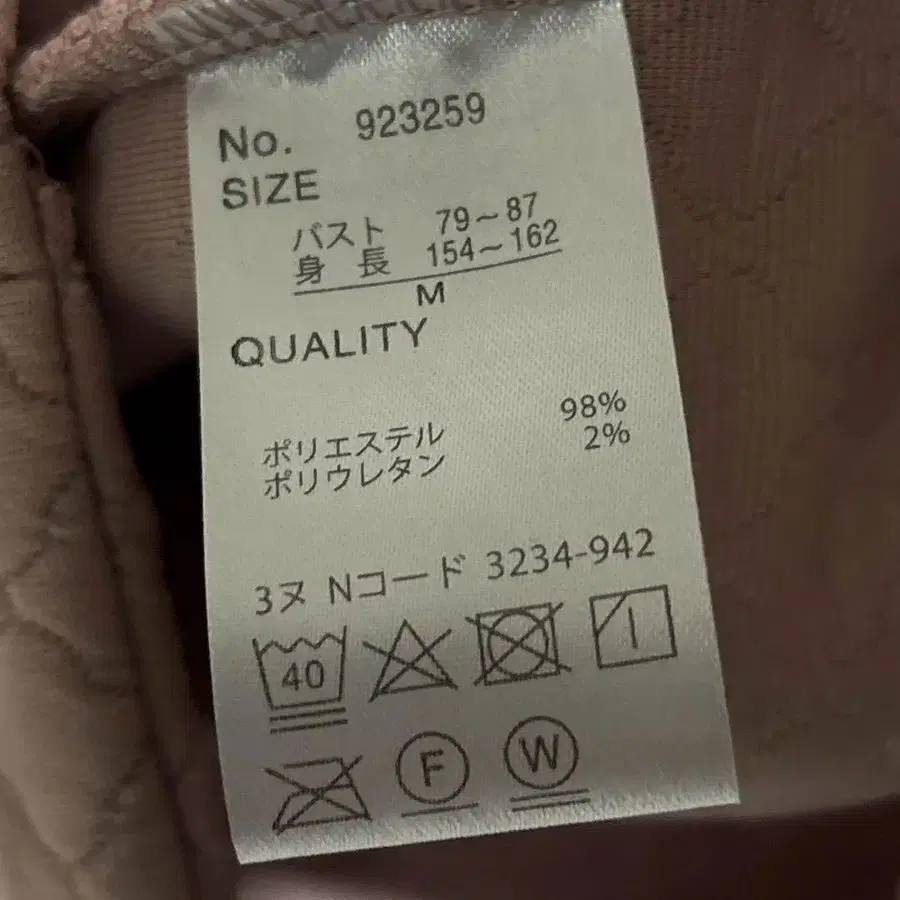 No. 923259
SIZE
バスト 79~87
身長 154~162
M
QUALITY
ポリエステル 98%
ポリウレタン 2%
3ヌ Nコード 3234-942
40
F W